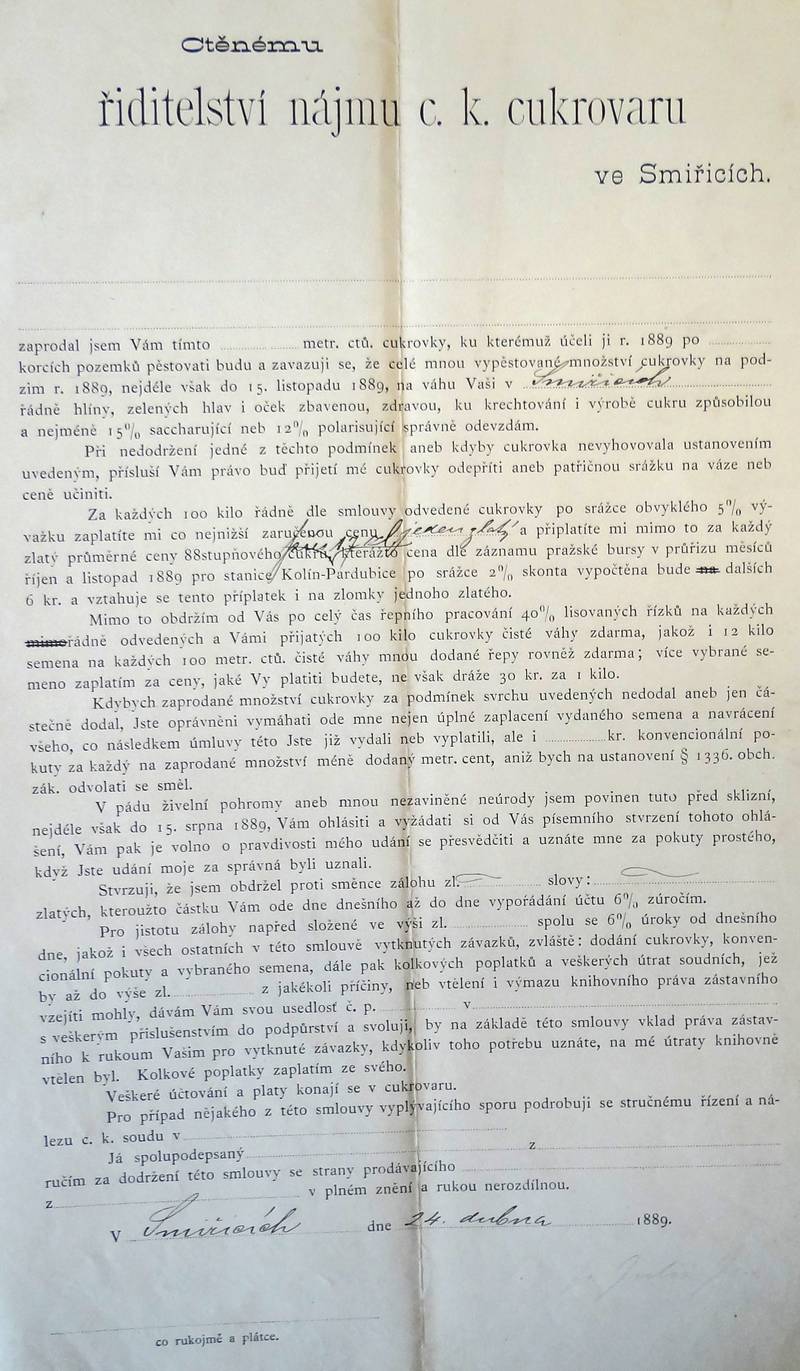 Ctěnému
řiditelství nájmu c. k. cukrovaru
ve Smiřicích.
zaprodal jsem Vám tímto metr. ctů. cukrovky, ku kterémuž účeli ji r. 1889 po
korcích pozemků pěstovati budu a zavazuji se, že celé mnou vypěstované množství cukrovky na pod-
zim r. 1889, nejdéle však do 15. listopadu 1889, na váhu Vaši v Smiřicích
řádně hlíny, zelených hlav i oček zbavenou, zdravou, ku krechtování i výrobě cukru způsobilou
a nejméně 15% saccharující neb 12% polarisující správně odevzdám.
Při nedodržení jedné z těchto podmínek aneb kdyby cukrovka nevyhovovala ustanovením
uvedeným, přísluší Vám právo buď přijetí mé cukrovky odepříti aneb patřičnou srážku na váze neb
ceně učiniti.
Za každých 100 kilo řádně dle smlouvy odvedené cukrovky po srážce obvyklého 5% vý-
važku zaplatíte mi co nejnižší zaručenou cenu jeden zlatý a připlatíte mi mimo to za každý
zlatý průměrné ceny 88stupňového cukru, kterážto cena dle záznamu pražské bursy v průřizu měsíců
říjen a listopad 1889 pro stanice Kolín-Pardubice po srážce 2% skonta vypočtěna bude na dalších
6 kr. a vztahuje se tento příplatek i na zlomky jednoho zlatého.
Mimo to obdržím od Vás po celý čas řepního pracování 40% lisovaných řízků na každých
mimo řádně odvedených a Vámi přijatých 100 kilo cukrovky čisté váhy zdarma, jakož i 12 kilo
semena na každých 100 metr. ctů. čisté váhy mnou dodané řepy rovněž zdarma; více vybrané se-
meno zaplatím za ceny, jaké Vy platiti budete, ne však dráže 30 kr. za 1 kilo.
Kdybych zaprodané množství cukrovky za podmínek svrchu uvedených nedodal aneb jen čá-
stečně dodal, Jste oprávněni vymáhati ode mne nejen úplné zaplacení vydaného semena a navrácení
všeho, co následkem úmluvy této Jste již vydali neb vyplatili, ale i kr. konvencionální po-
kuty za každý na zaprodané množství méně dodaný metr. cent, aniž bych na ustanovení § 1336. obch.
zák. odvolati se směl.
V pádu živelní pohromy aneb mnou nezaviněné neúrody jsem povinen tuto před sklizní,
nejdéle však do 15. srpna 1889, Vám ohlásiti a vyžádati si od Vás písemního stvrzení tohoto ohlá-
šení, Vám pak je volno o pravdivosti mého udání se přesvědčiti a uznáte mne za pokuty prostého,
když Jste udání moje za správná byli uznali.
Stvrzuji, že jsem obdržel proti směnce zálohu zl. slovy:
zlatých, kteroužto částku Vám ode dne dnešního až do dne vypořádání účtu 6% zúročím.
Pro jistotu zálohy napřed složené ve výši zl. spolu se 6% úroky od dnešního
dne, jakož i všech ostatních v této smlouvě vytknutých závazků, zvláště: dodání cukrovky, konven-
cionální pokuty a vybraného semena, dále pak kolkových poplatků a veškerých útrat soudních, jež
by až do výše zl. z jakékoli příčiny, neb vtělení i výmazu knihovního práva zástavního
vzejíti mohly, dávám Vám svou usedlosť č. p. v
s veškerým příslušenstvím do podpůrství a svoluji, by na základě této smlouvy vklad práva zástav-
ního k rukoum Vašim pro vytknuté závazky, kdykoliv toho potřebu uznáte, na mé útraty knihovně
vtělen byl. Kolkové poplatky zaplatím ze svého.
Veškeré účtování a platy konají se v cukrovaru.
Pro případ nějakého z této smlouvy vyplývajícího sporu podrobuji se stručnému řízení a ná-
lezu c. k. soudu v
Já spolupodepsaný z
ručím za dodržení této smlouvy se strany prodávajícího
z v plném znění a rukou nerozdílnou.
V Smiřicích dne 24. dubna 1889.
co rukojmě a plátce.